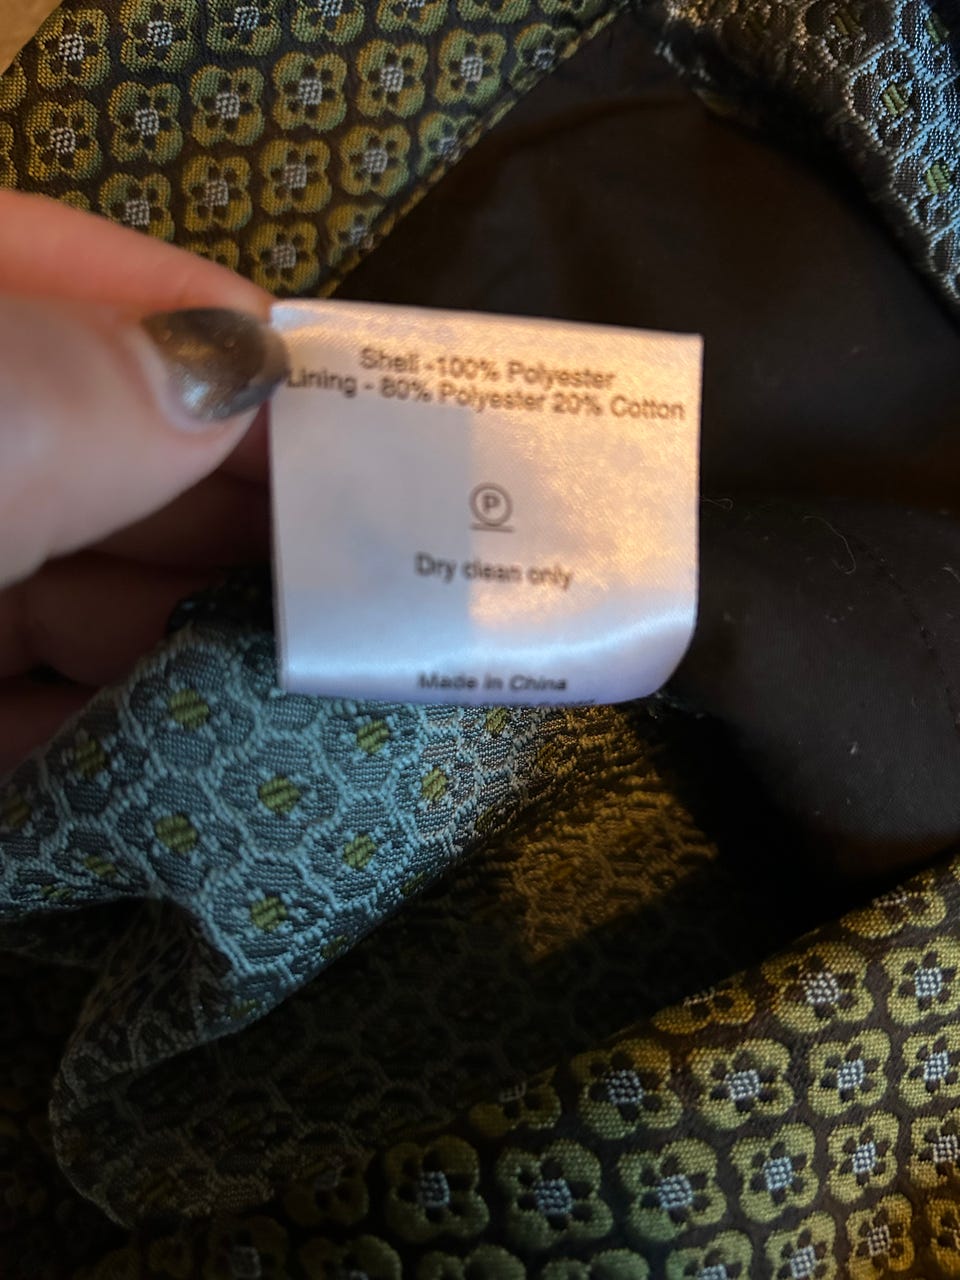 Shell -100% Polyester
Lining - 80% Polyester 20% Cotton
P
Dry clean only
Made in China